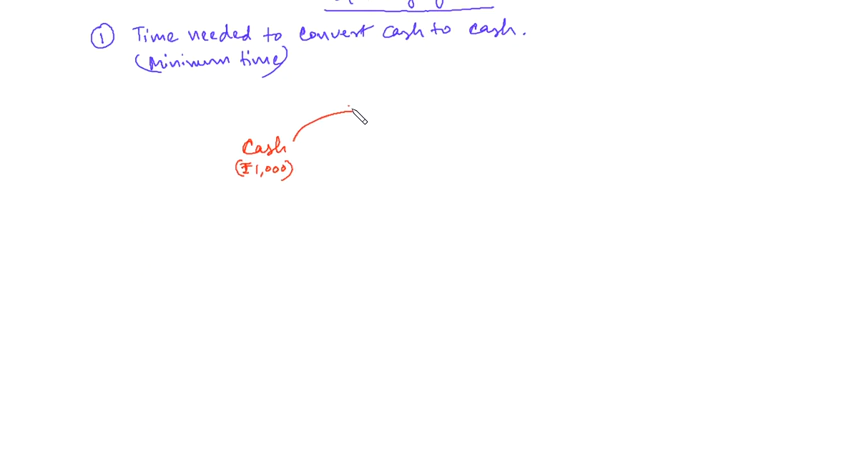 ① Time needed to convert cash to cash.
(Minimum time)
Cash
(₹1,000)